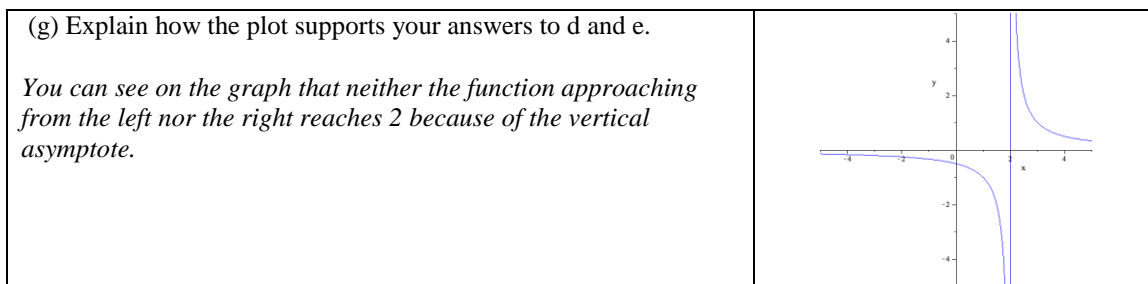 (g) Explain how the plot supports your answers to d and e.
You can see on the graph that neither the function approaching
from the left nor the right reaches 2 because of the vertical
asymptote.
4
y
2
-4
-2
0
2
x
4
-2
-4